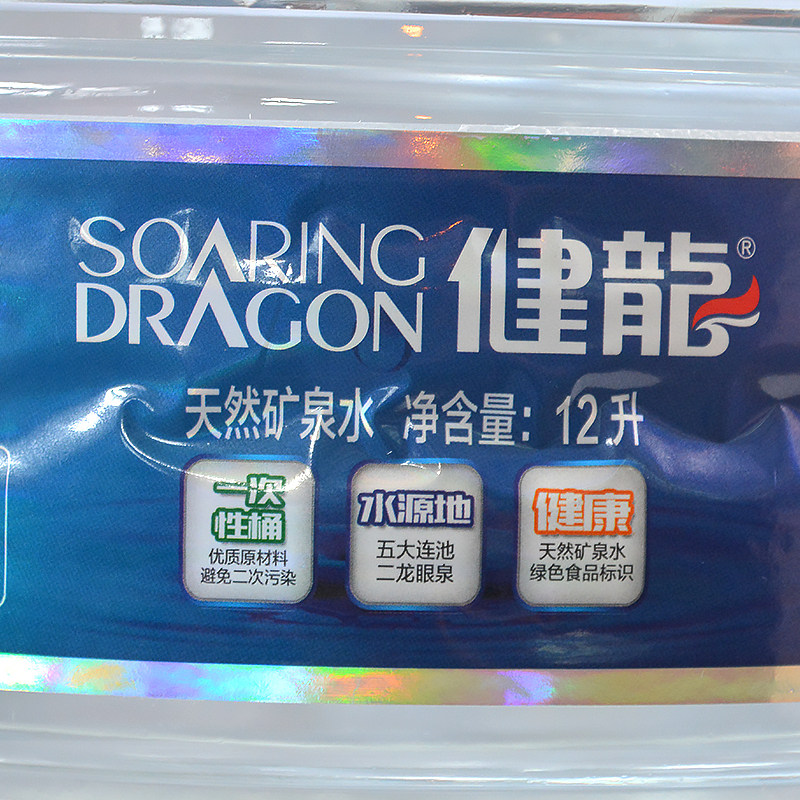 SOARING
DRAGON
健龍®
天然矿泉水 净含量：12升
一次
性桶
优质原材料
避免二次污染
水源地
五大连池
二龙眼泉
健康
天然矿泉水
绿色食品标识